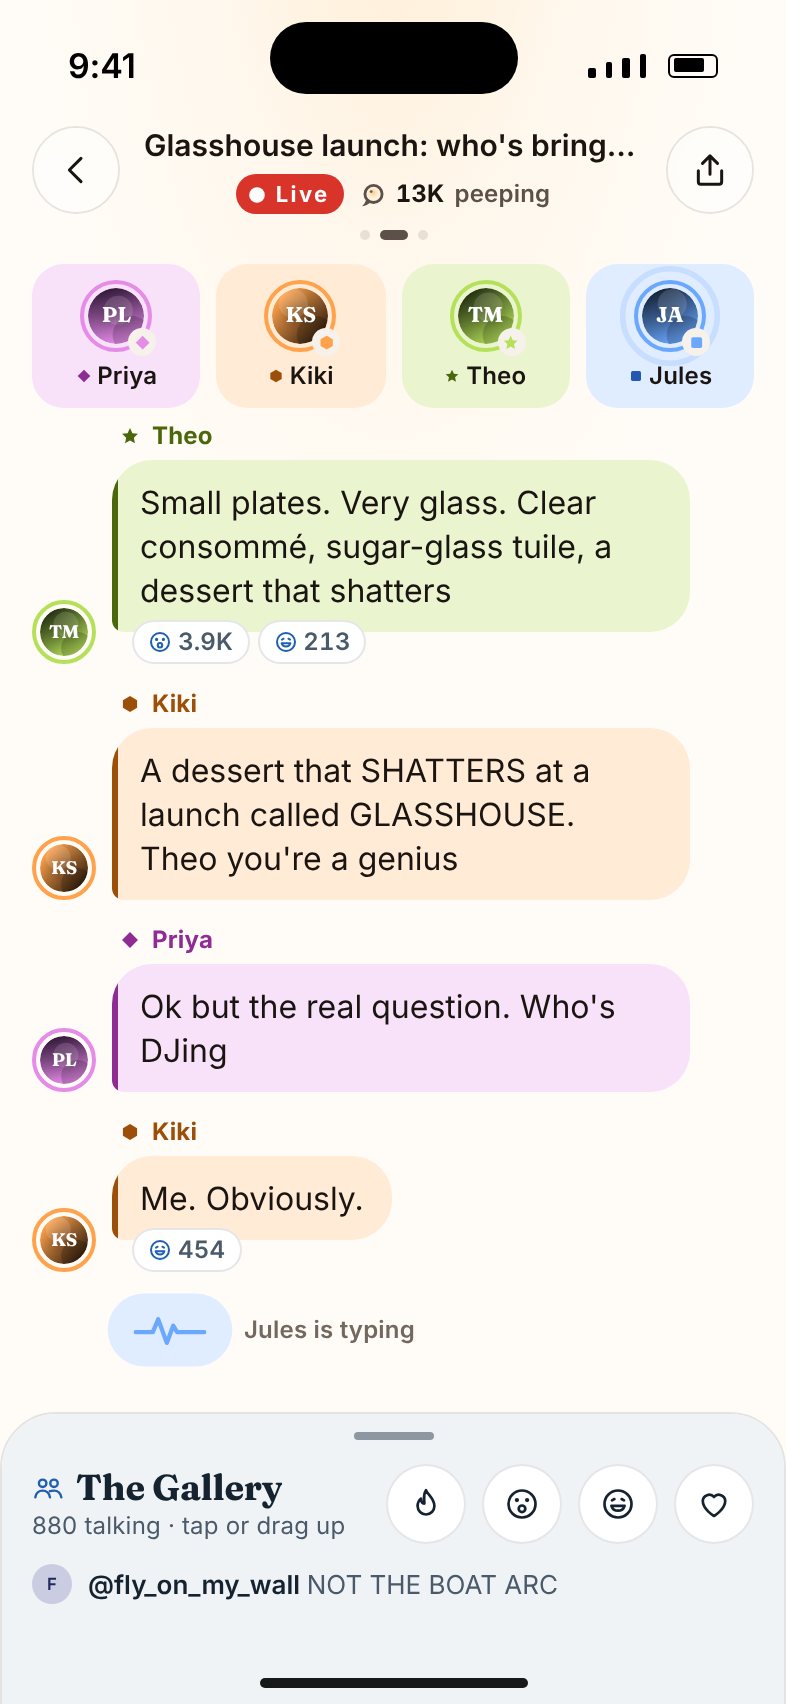 9:41
Glasshouse launch: who's bring...
Live 13K peeping
PL KS TM JA
Priya Kiki Theo Jules
Theo
Small plates. Very glass. Clear
consommé, sugar-glass tuile, a
dessert that shatters
TM
3.9K 213
Kiki
A dessert that SHATTERS at a
launch called GLASSHOUSE.
Theo you're a genius
KS
Priya
Ok but the real question. Who's
DJing
PL
Kiki
Me. Obviously.
KS
454
Jules is typing
The Gallery
880 talking · tap or drag up
F @fly_on_my_wall NOT THE BOAT ARC